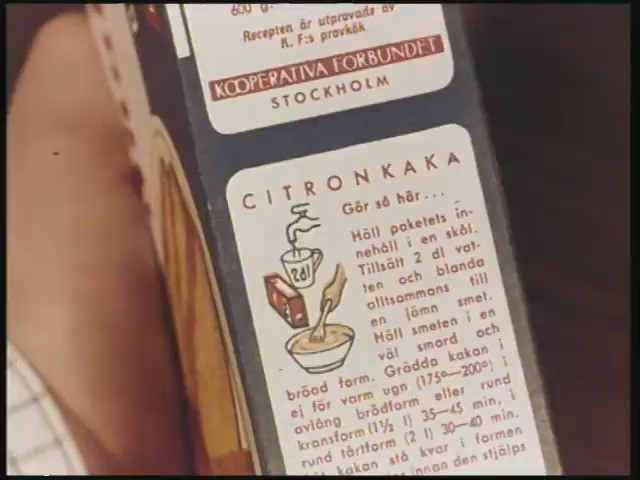 600 g.
Recepten är utprovade av
K. F:s provkök
KOOPERATIVA FÖRBUNDET
STOCKHOLM
CITRONKAKA
Gör så här...
Häll paketets in-
nehåll i en skål.
Tillsätt 2 dl vat-
ten och blanda
alltsammans till
en jämn smet.
Häll smeten i en
väl smord och
bröad form. Grädda kakan i
ej för varm ugn (175°—200°) i
avlång brödform eller rund
kransform (1½ l) 35—45 min, i
rund tårtform (2 l) 30—40 min.
kakan stå kvar i formen
innan den stjälps
2dl